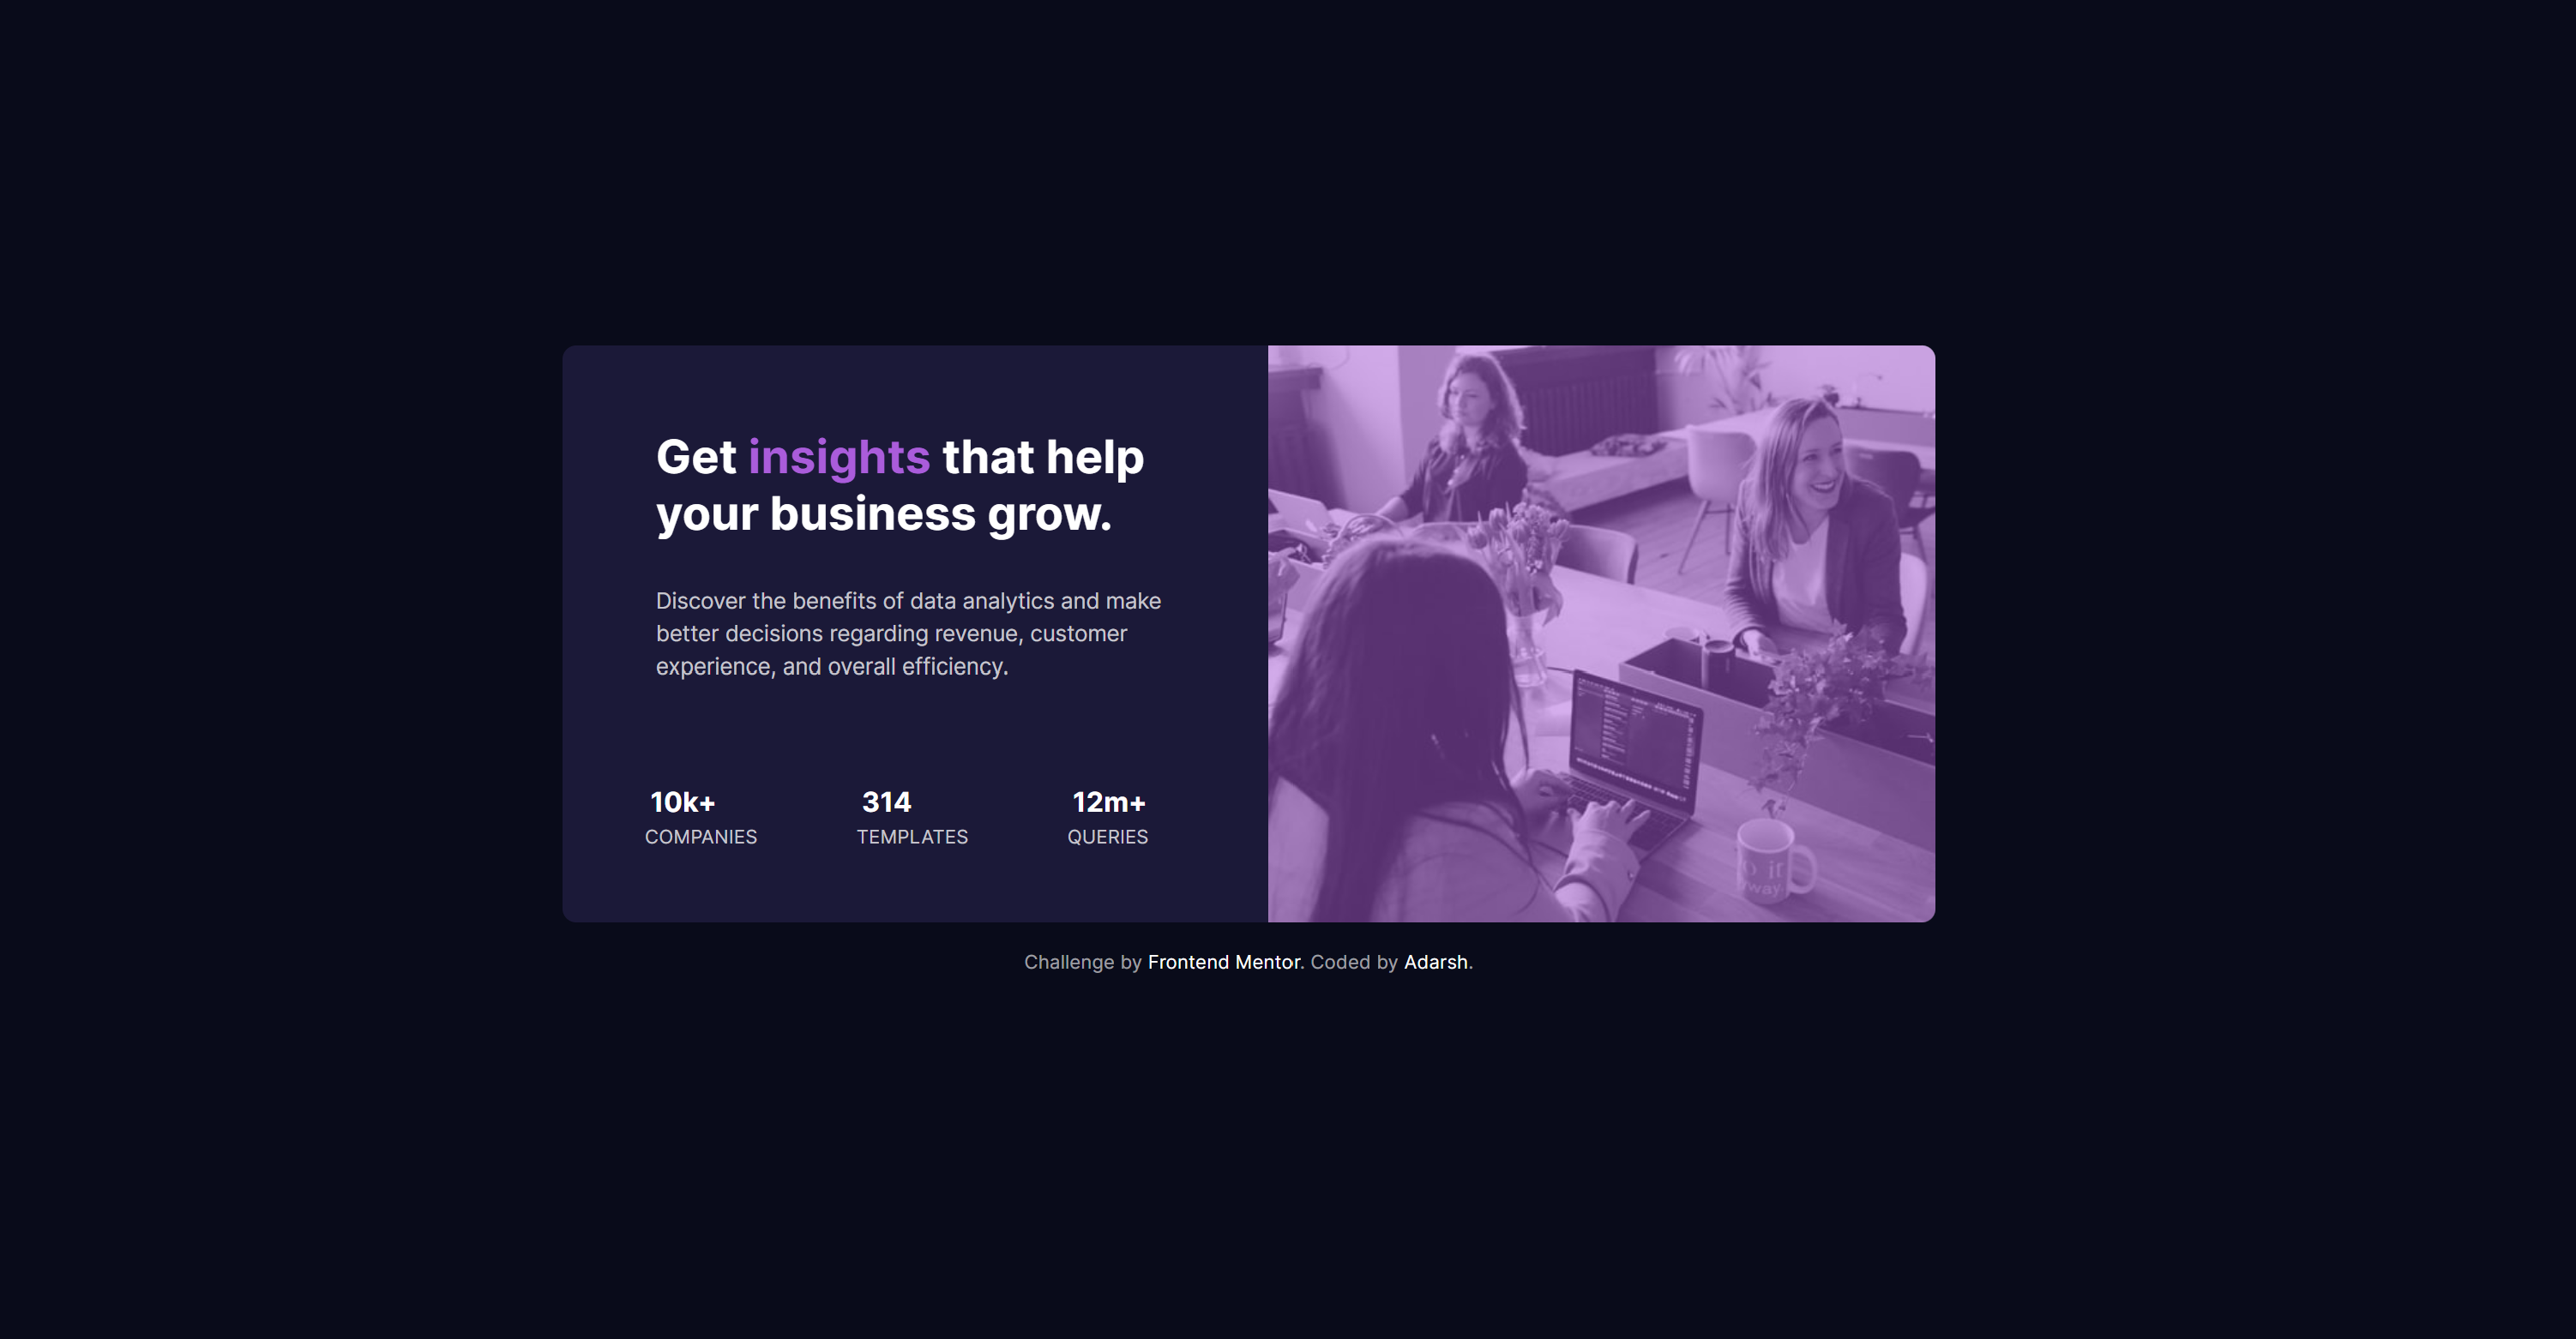 Get insights that help
your business grow.
Discover the benefits of data analytics and make
better decisions regarding revenue, customer
experience, and overall efficiency.
10k+ 314 12m+
COMPANIES TEMPLATES QUERIES
Challenge by Frontend Mentor. Coded by Adarsh.